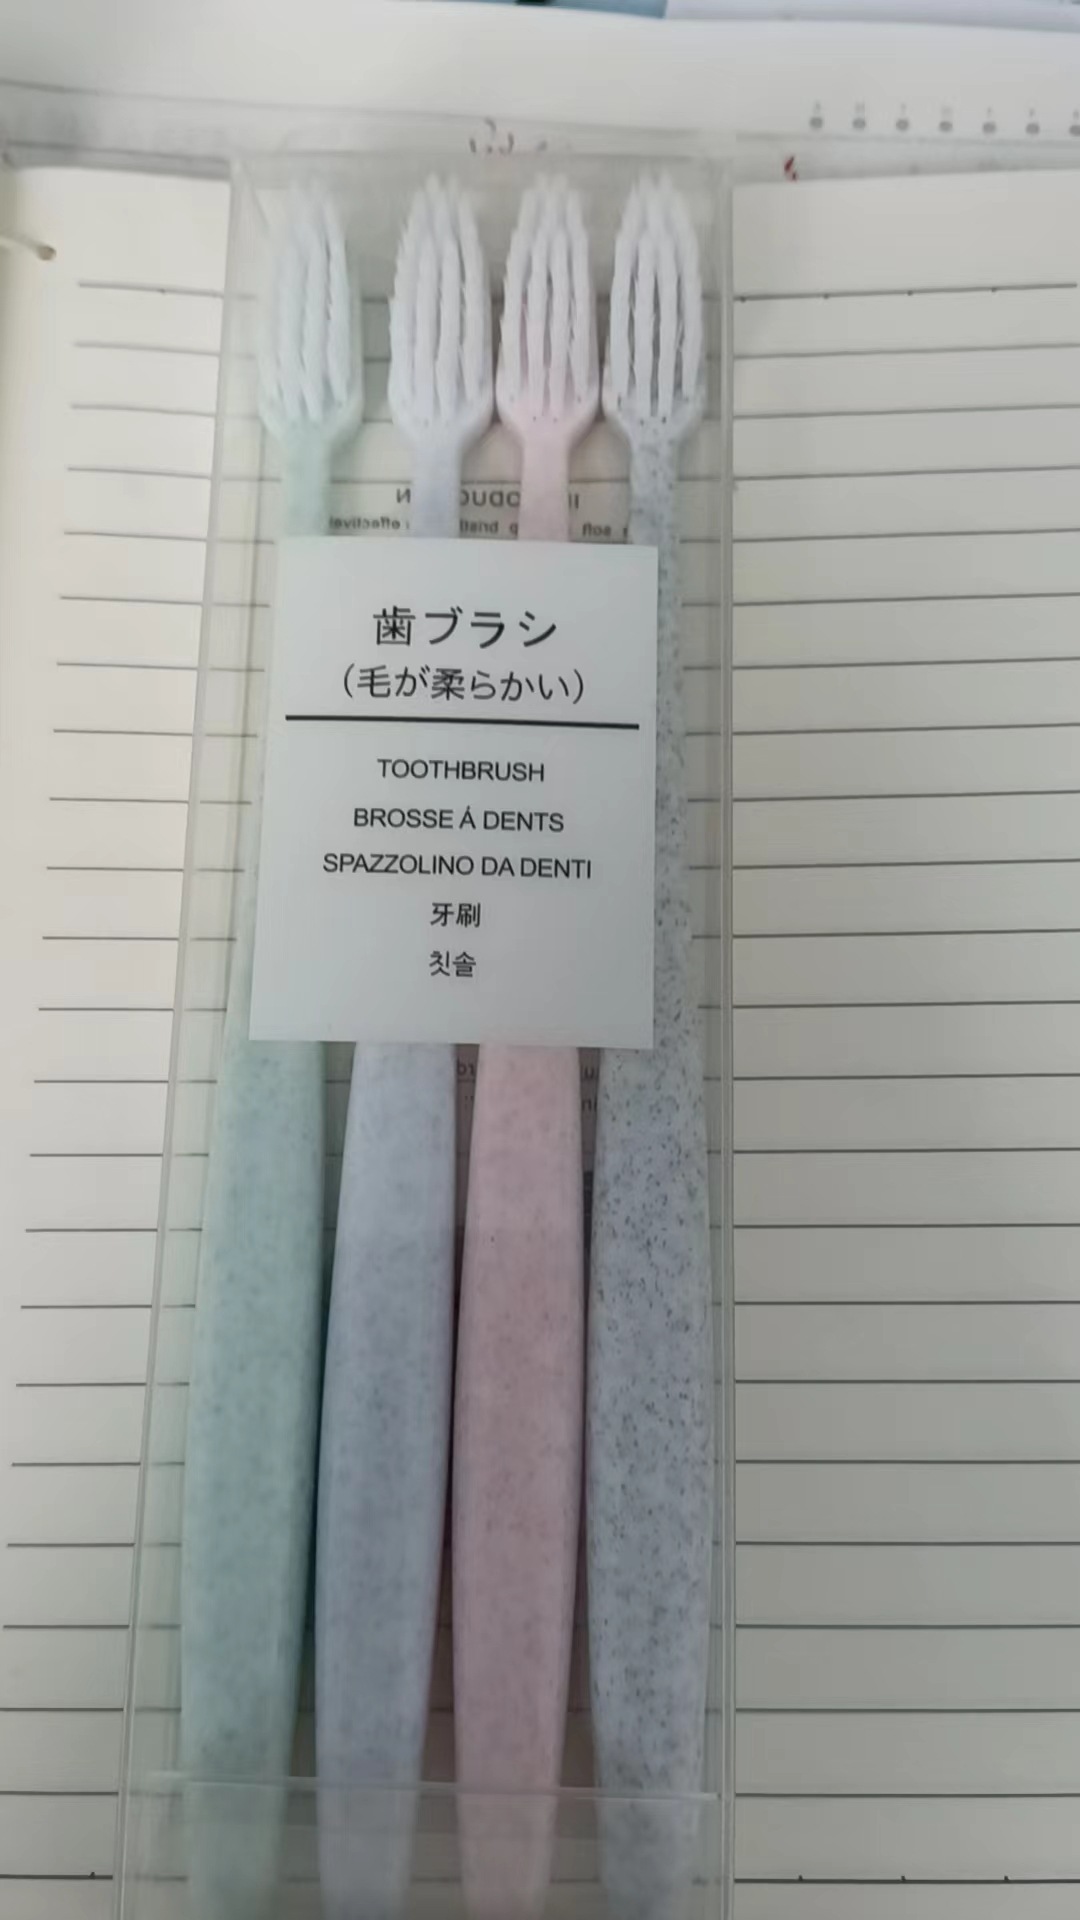 歯ブラシ
（毛が柔らかい）
TOOTHBRUSH
BROSSE Á DENTS
SPAZZOLINO DA DENTI
牙刷
칫솔